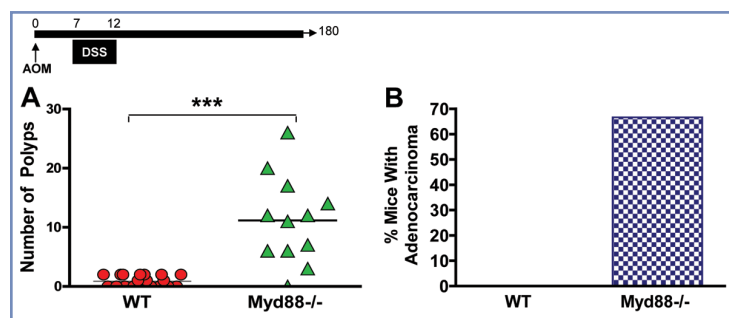 0 7 12
180
DSS
AOM
A
***
Number of Polyps
30
20
10
0
WT Myd88-/-
B
% Mice With
Adenocarcinoma
70
60
50
40
30
20
10
0
WT Myd88-/-